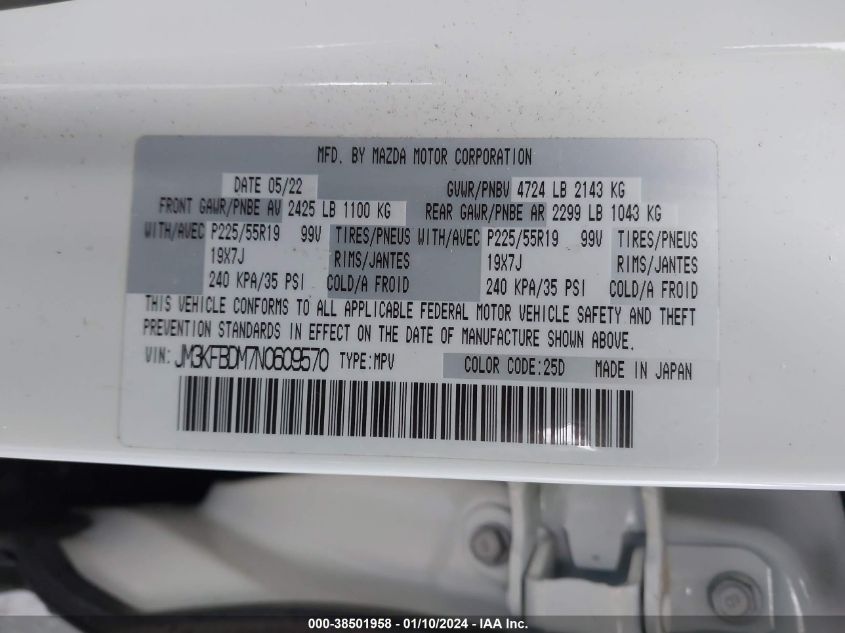 MFD. BY MAZDA MOTOR CORPORATION
DATE 05/22 GVWR/PNBV 4724 LB 2143 KG
FRONT GAWR/PNBE AV 2425 LB 1100 KG REAR GAWR/PNBE AR 2299 LB 1043 KG
WITH/AVEC P225/55R19 99V TIRES/PNEUS WITH/AVEC P225/55R19 99V TIRES/PNEUS
19X7J RIMS/JANTES 19X7J RIMS/JANTES
240 KPA/35 PSI COLD/A FROID 240 KPA/35 PSI COLD/A FROID
THIS VEHICLE CONFORMS TO ALL APPLICABLE FEDERAL MOTOR VEHICLE SAFETY AND THEFT
PREVENTION STANDARDS IN EFFECT ON THE DATE OF MANUFACTURE SHOWN ABOVE.
VIN: JM3KFBDM7N0609570 TYPE:MPV COLOR CODE:25D MADE IN JAPAN
000-38501958 - 01/10/2024 - IAA Inc.